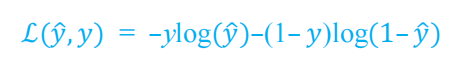 ℒ(ŷ, y) = −ylog(ŷ)−(1− y)log(1−ŷ)